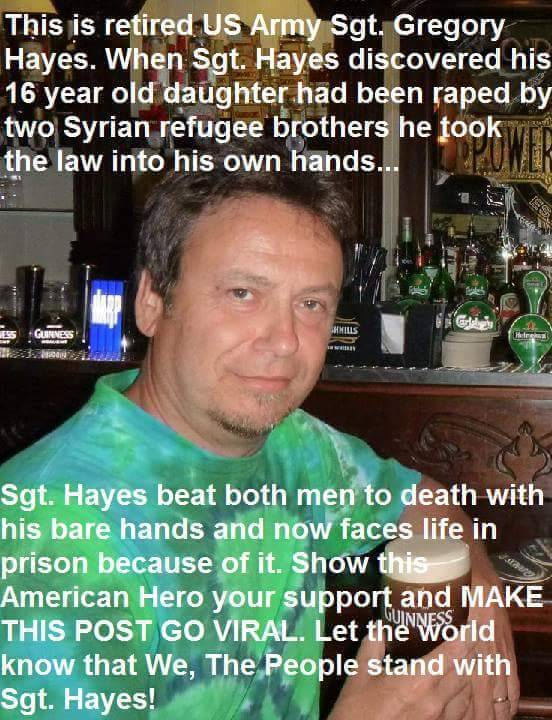 This is retired US Army Sgt. Gregory
Hayes. When Sgt. Hayes discovered his
16 year old daughter had been raped by
two Syrian refugee brothers he took
the law into his own hands...
POWER
GUINNESS
HARP
Carlsberg
Heineken
Sgt. Hayes beat both men to death with
his bare hands and now faces life in
prison because of it. Show this
American Hero your support and MAKE
THIS POST GO VIRAL. Let the world
know that We, The People stand with
Sgt. Hayes!
GUINNESS